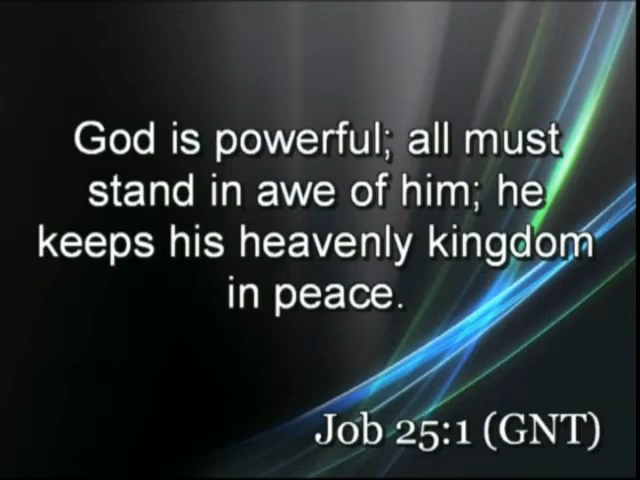 God is powerful; all must
stand in awe of him; he
keeps his heavenly kingdom
in peace.
Job 25:1 (GNT)